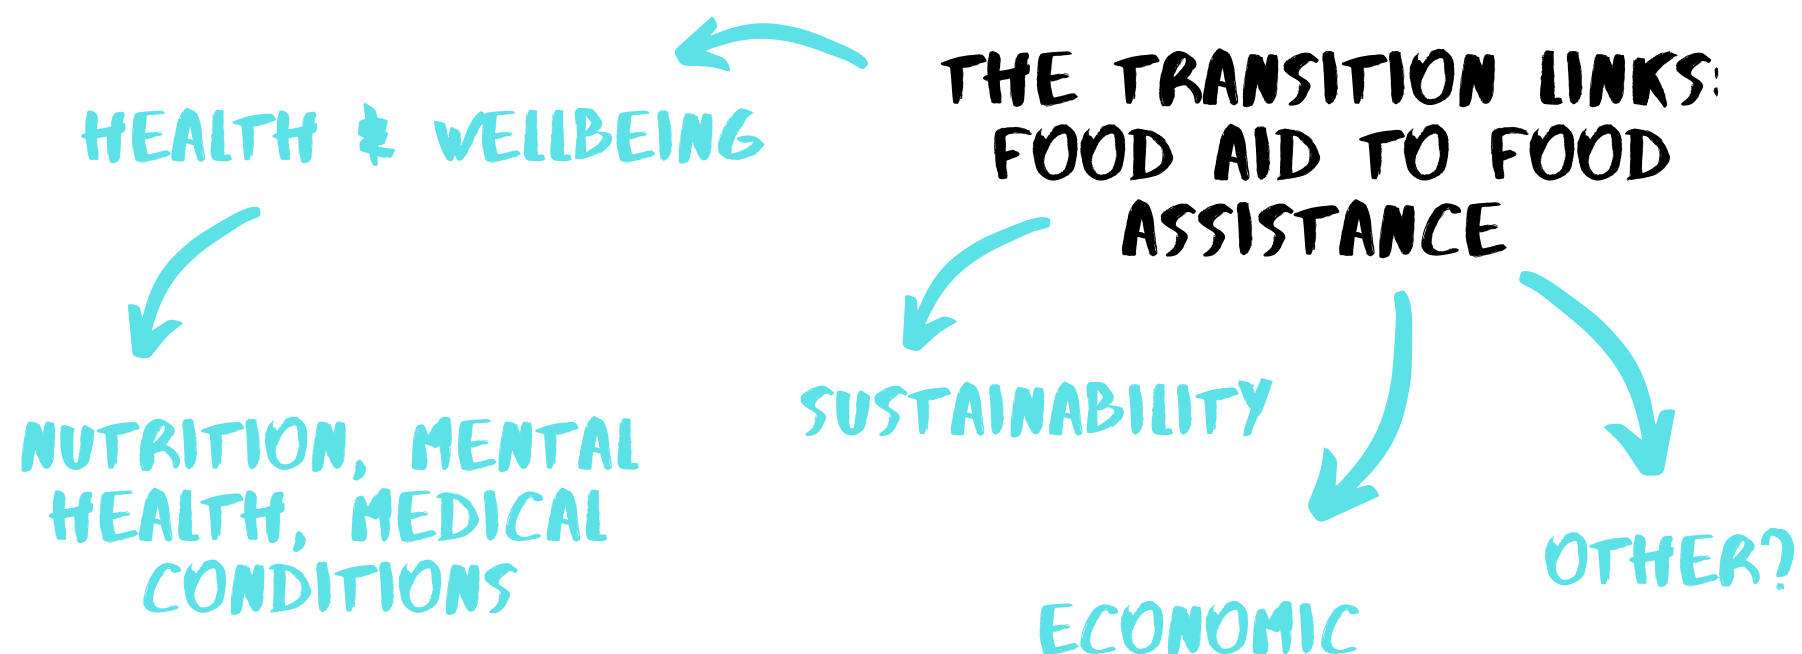 THE TRANSITION LINKS:
FOOD AID TO FOOD
ASSISTANCE
HEALTH & WELLBEING
NUTRITION, MENTAL
HEALTH, MEDICAL
CONDITIONS
SUSTAINABILITY
ECONOMIC
OTHER?